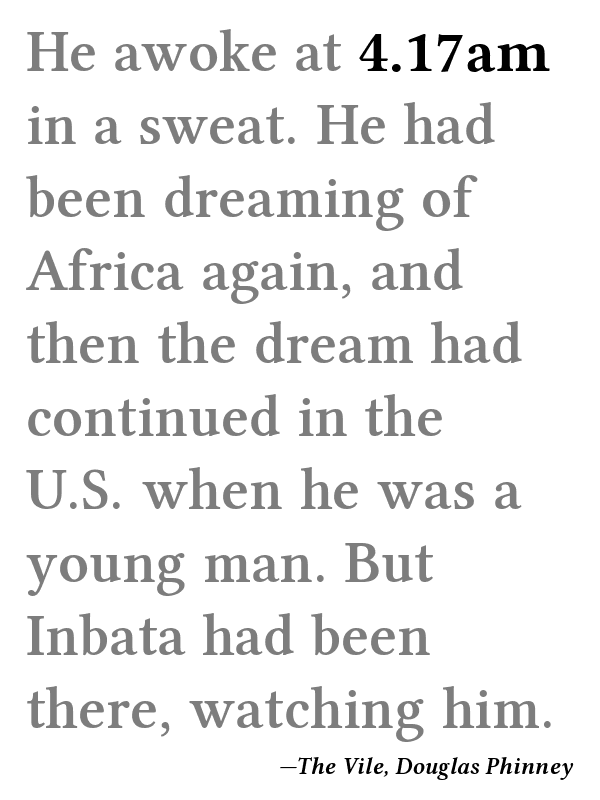 He awoke at 4.17am
in a sweat. He had
been dreaming of
Africa again, and
then the dream had
continued in the
U.S. when he was a
young man. But
Inbata had been
there, watching him.
—The Vile, Douglas Phinney